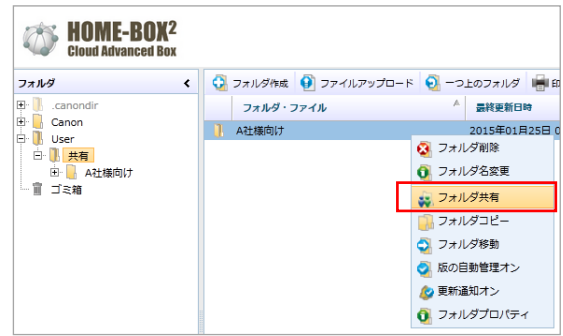 HOME-BOX²
Cloud Advanced Box
フォルダ
フォルダ作成 ファイルアップロード 一つ上のフォルダ
フォルダ・ファイル 最終更新日時
.canondir
Canon
User
共有
A社様向け
ゴミ箱
A社様向け 2015年01月25日
フォルダ削除
フォルダ名変更
フォルダ共有
フォルダコピー
フォルダ移動
版の自動管理オン
更新通知オン
フォルダプロパティ